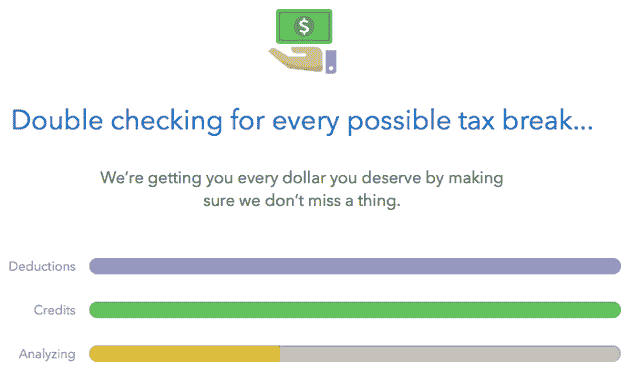 $
Double checking for every possible tax break...
We're getting you every dollar you deserve by making
sure we don't miss a thing.
Deductions
Credits
Analyzing